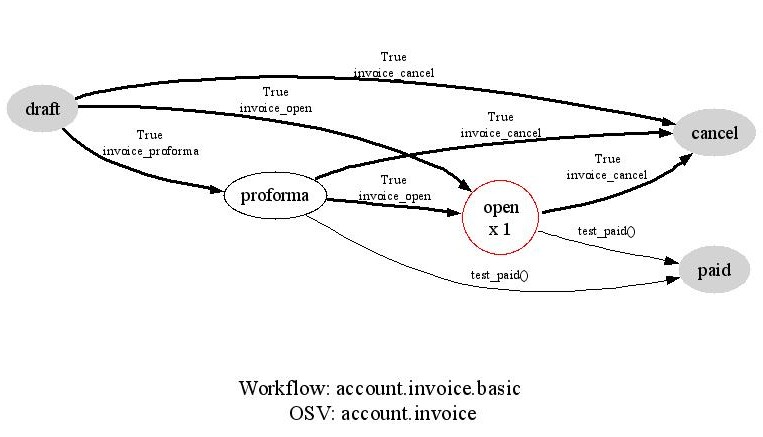 True
invoice_cancel
True
invoice_open
draft
True
invoice_cancel
True
invoice_proforma
cancel
True
invoice_cancel
True
invoice_open
proforma
open
x 1
test_paid()
paid
test_paid()
Workflow: account.invoice.basic
OSV: account.invoice